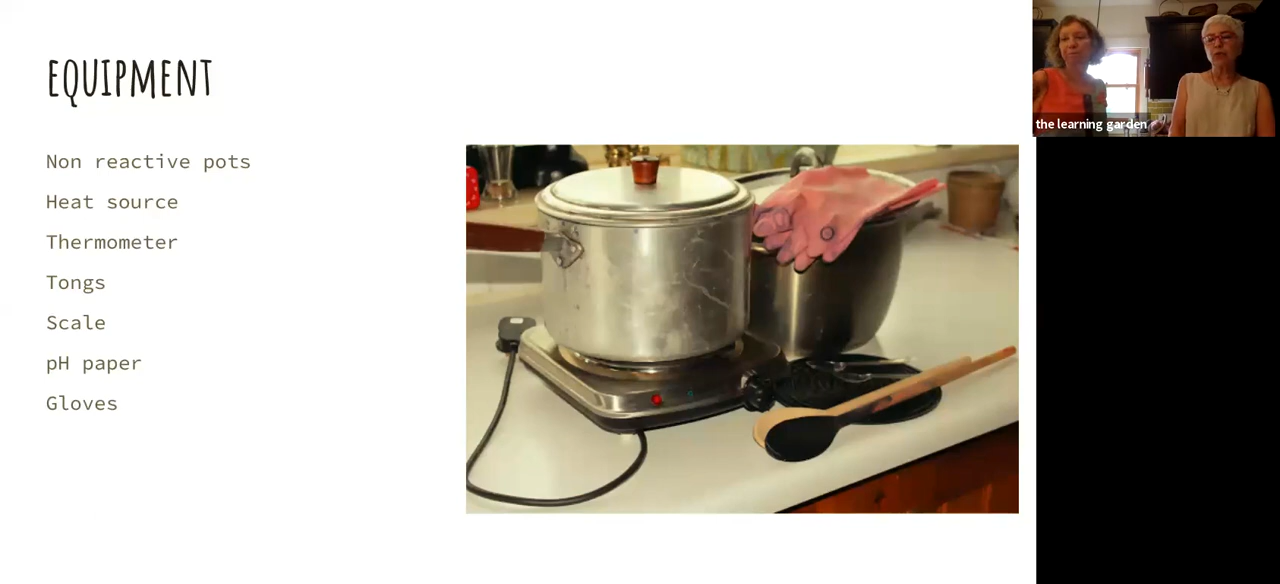 EQUIPMENT
Non reactive pots
Heat source
Thermometer
Tongs
Scale
pH paper
Gloves
the learning garden